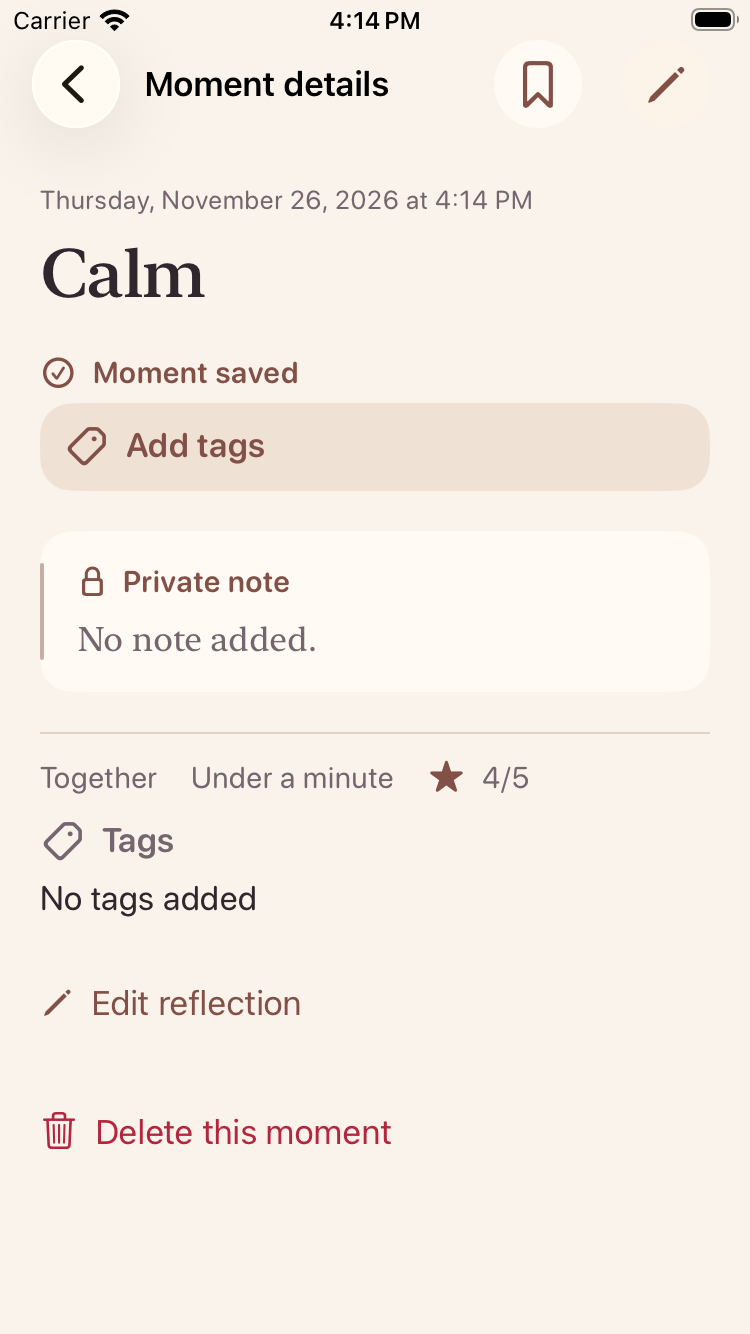 Carrier 4:14 PM
Moment details
Thursday, November 26, 2026 at 4:14 PM
Calm
Moment saved
Add tags
Private note
No note added.
Together Under a minute 4/5
Tags
No tags added
Edit reflection
Delete this moment